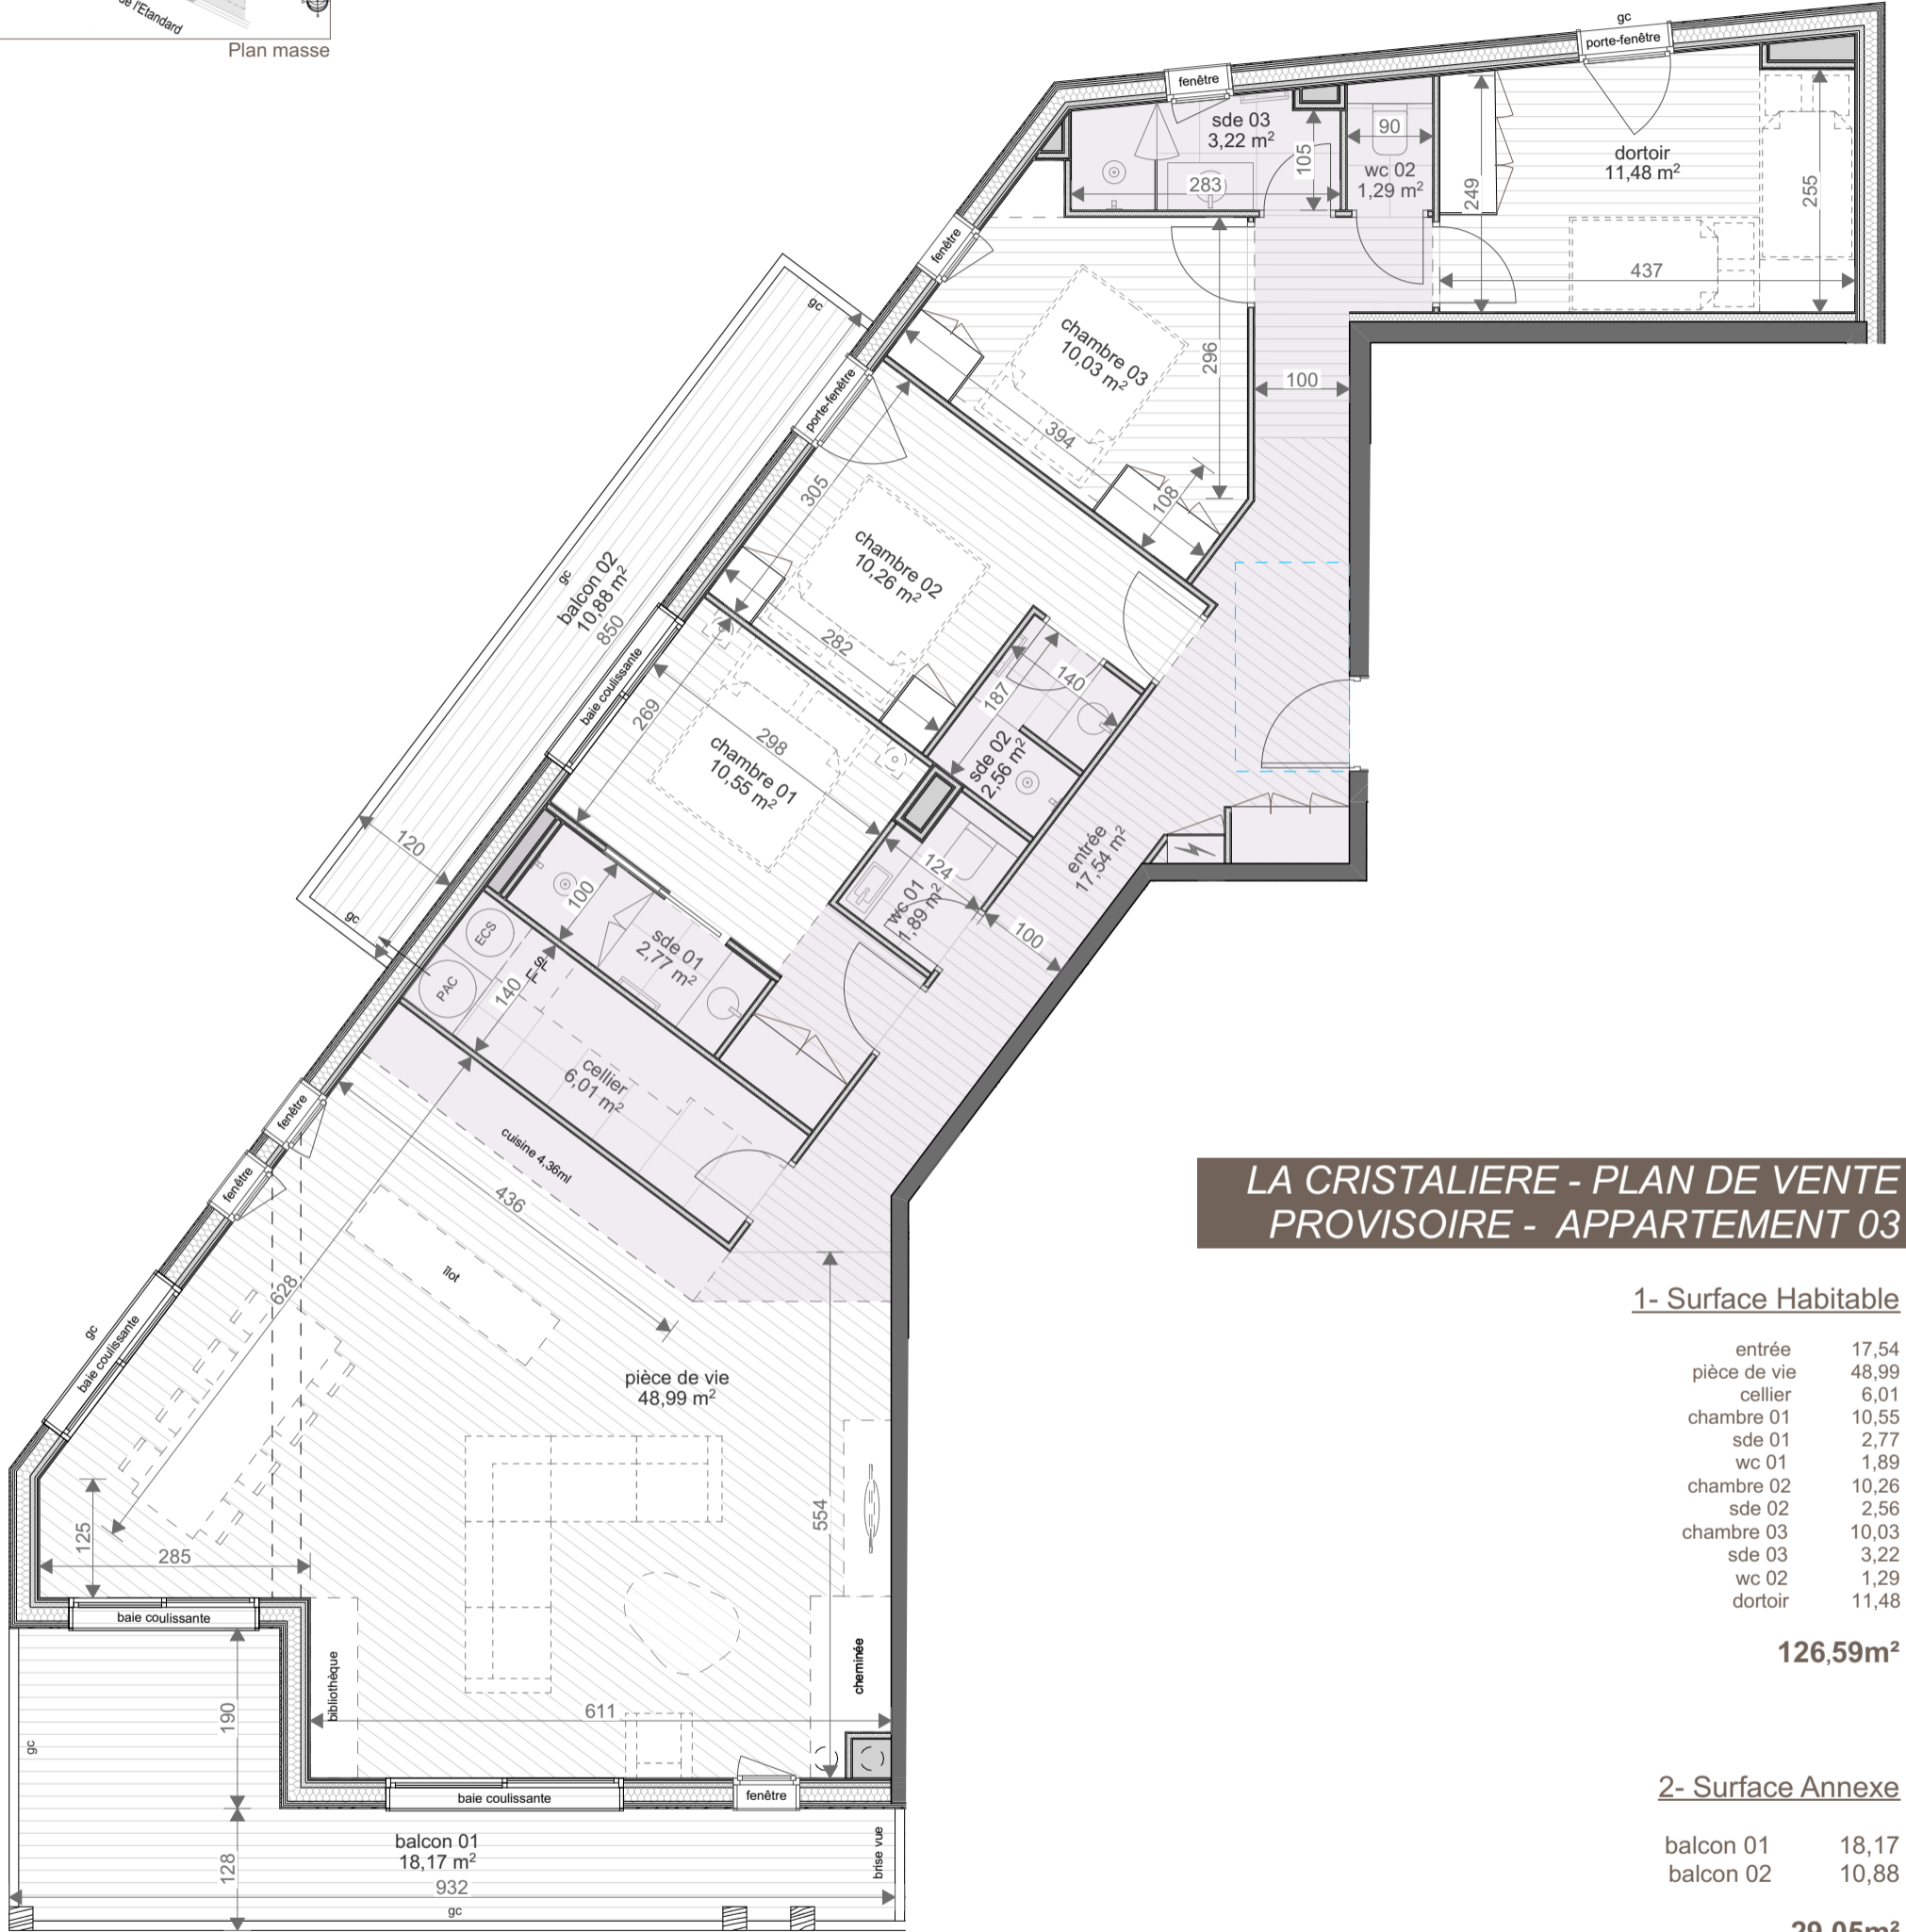 de l'Etandard
Plan masse
gc
porte-fenêtre
fenêtre
sde 03
3,22 m²
105
283
90
wc 02
1,29 m²
249
dortoir
11,48 m²
255
437
fenêtre
gc
chambre 03
10,03 m²
296
100
394
108
porte-fenêtre
305
chambre 02
10,26 m²
282
gc
balcon 02
10,88 m²
850
baie coulissante
269
298
chambre 01
10,55 m²
187
140
sde 02
2,56 m²
entrée
17,54 m²
124
wc 01
1,89 m²
100
120
gc
100
sde 01
2,77 m²
ECS
PAC
LL
SL
140
cellier
6,01 m²
cuisine 4,36ml
436
fenêtre
fenêtre
628
îlot
gc
baie coulissante
pièce de vie
48,99 m²
554
125
285
baie coulissante
bibliothèque
cheminée
611
190
gc
baie coulissante
fenêtre
balcon 01
18,17 m²
128
932
brise vue
gc
LA CRISTALIERE - PLAN DE VENTE
PROVISOIRE - APPARTEMENT 03
1- Surface Habitable
entrée 17,54
pièce de vie 48,99
cellier 6,01
chambre 01 10,55
sde 01 2,77
wc 01 1,89
chambre 02 10,26
sde 02 2,56
chambre 03 10,03
sde 03 3,22
wc 02 1,29
dortoir 11,48
126,59m²
2- Surface Annexe
balcon 01 18,17
balcon 02 10,88
29,05m²